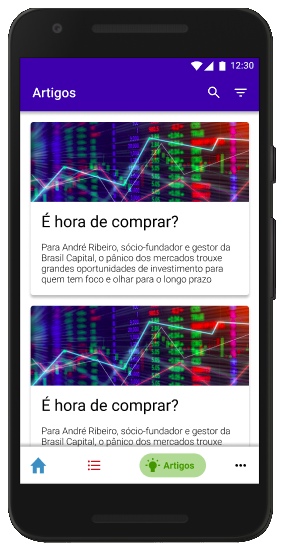 12:30
Artigos
É hora de comprar?
Para André Ribeiro, sócio-fundador e gestor da
Brasil Capital, o pânico dos mercados trouxe
grandes oportunidades de investimento para
quem tem foco e olhar para o longo prazo
É hora de comprar?
Para André Ribeiro, sócio-fundador e gestor da
Brasil Capital, o pânico dos mercados trouxe
Artigos